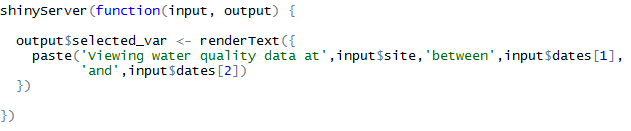 shinyServer(function(input, output) {
  output$selected_var <- renderText({
    paste('Viewing water quality data at',input$site,'between',input$dates[1],
          'and',input$dates[2])
  })
})